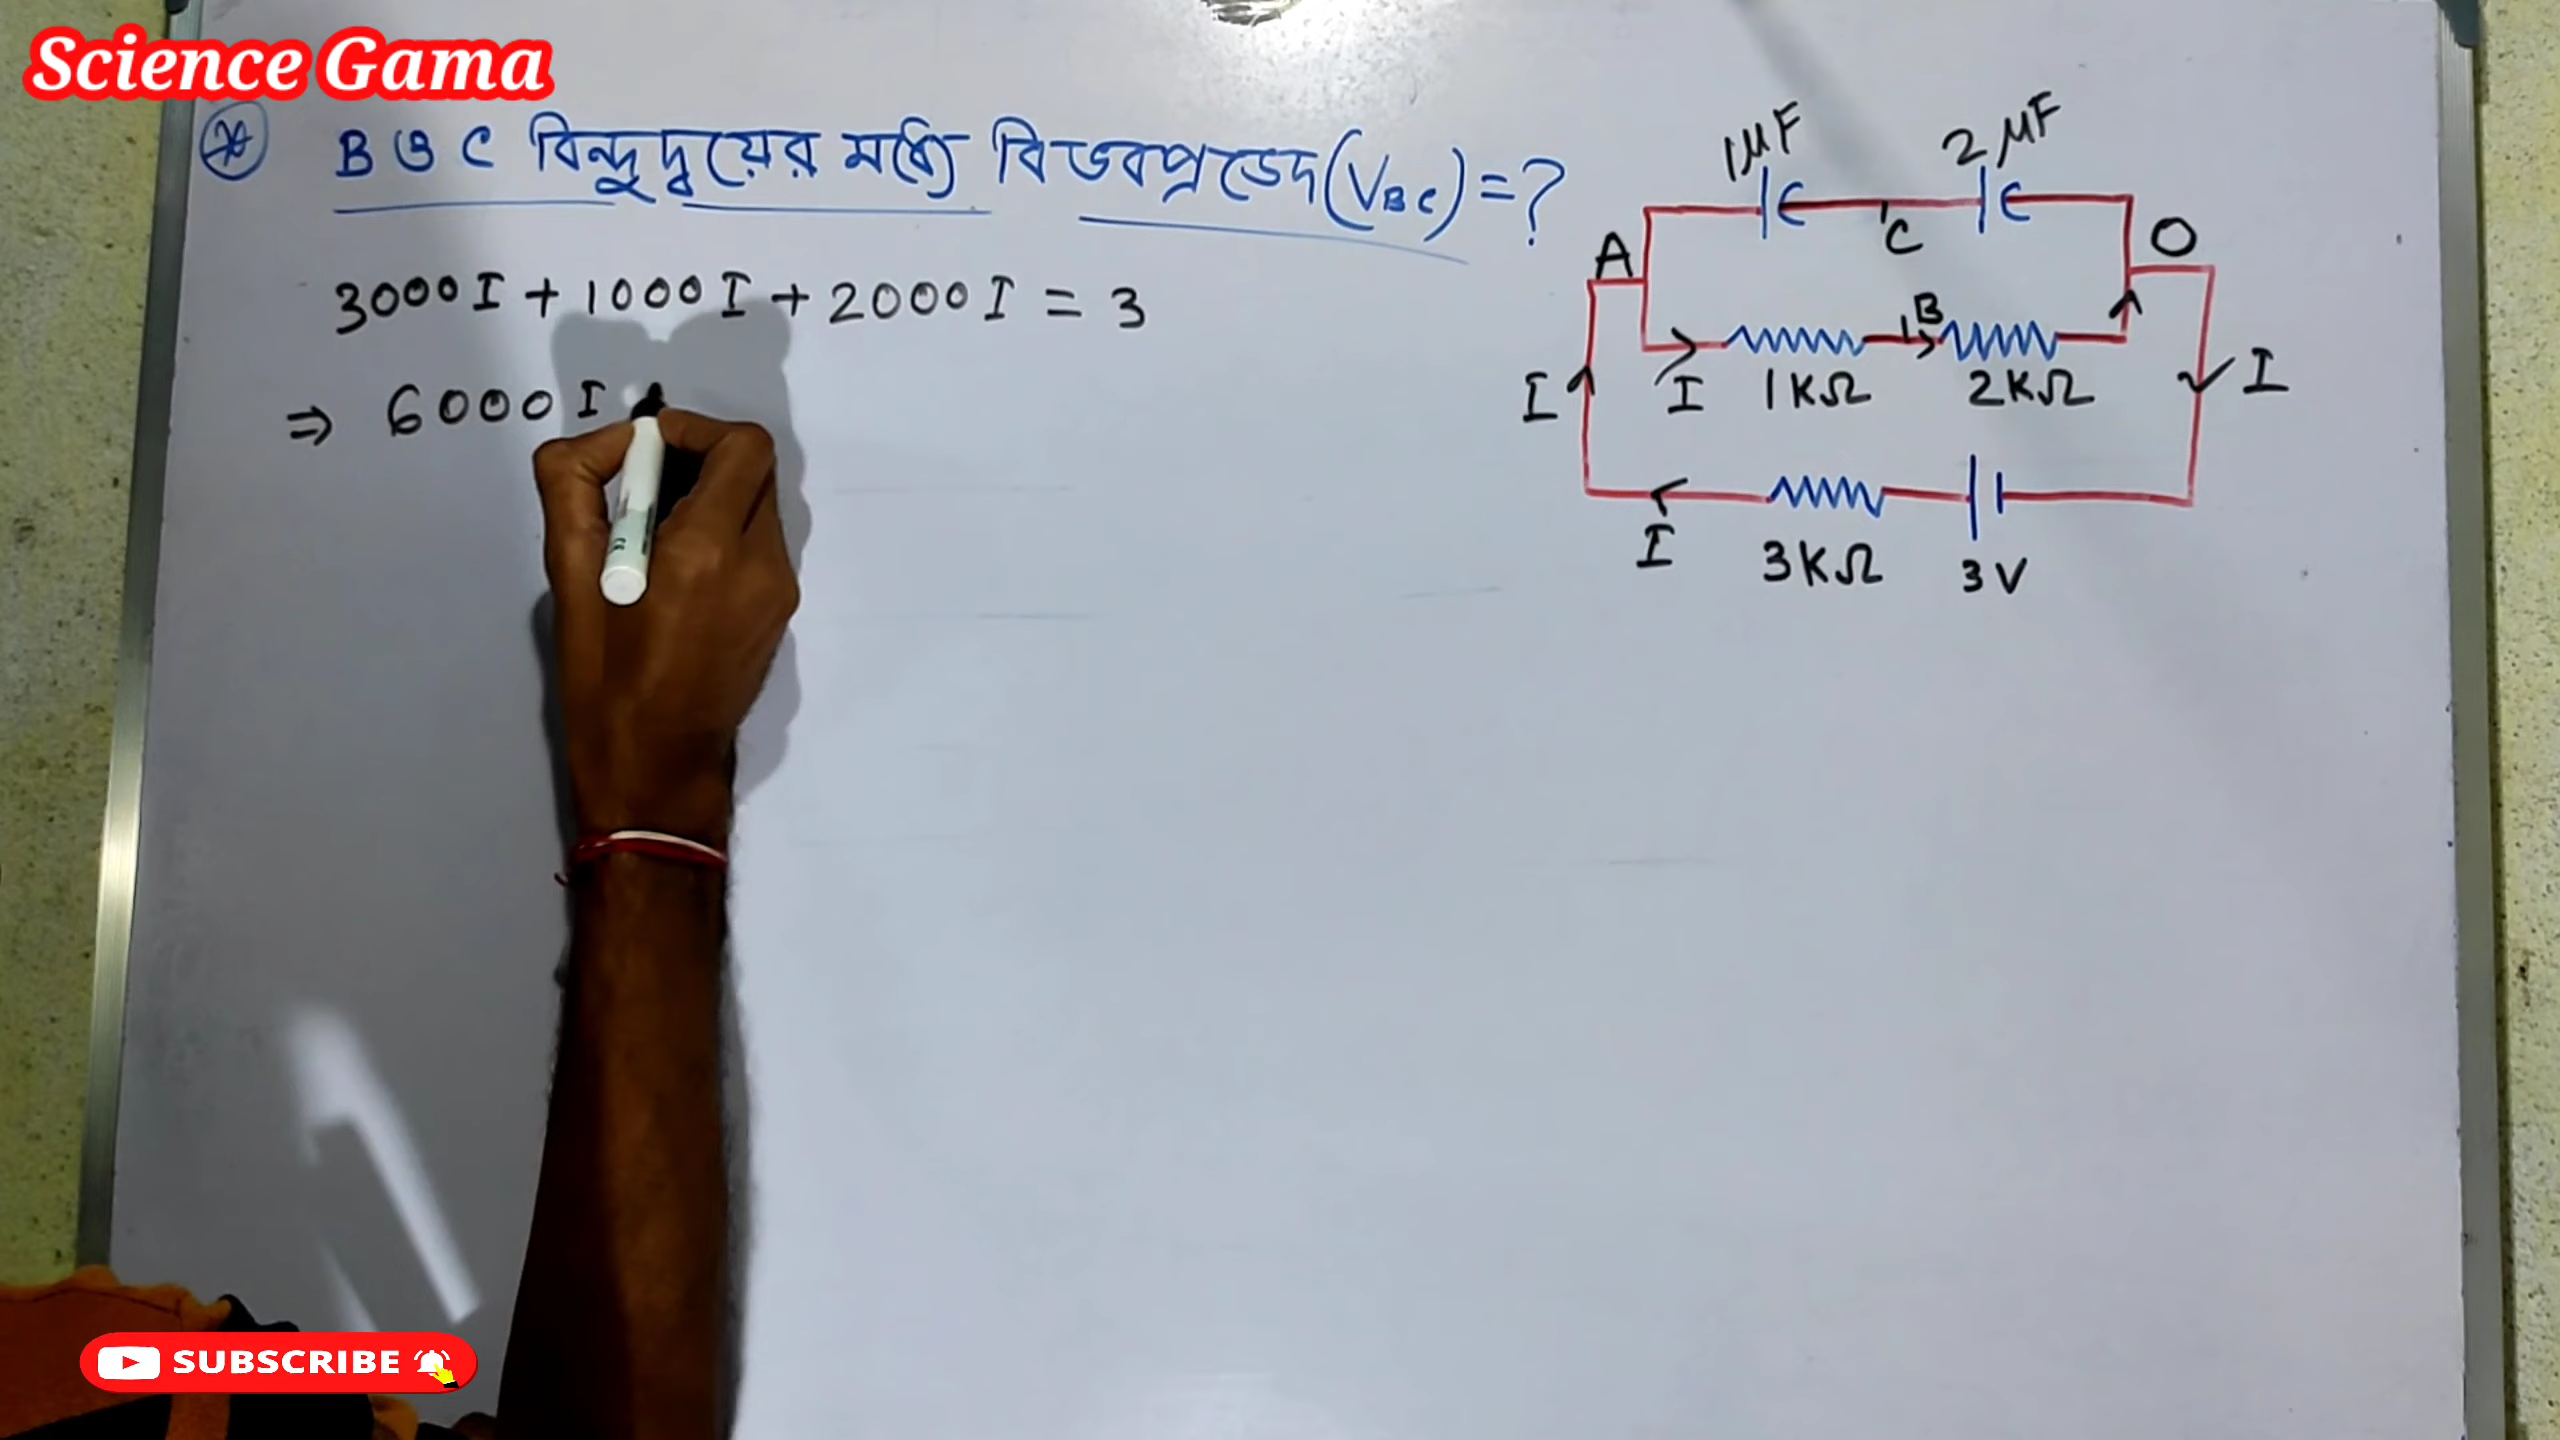 Science Gama
B ও C বিন্দুদ্বয়ের মধ্যে বিভবপ্রভেদ (VBC) = ?
3000 I + 1000 I + 2000 I = 3
⇒ 6000 I
1μF
2μF
A
C
O
B
I
I
1KΩ
2KΩ
I
I
3KΩ
3V
SUBSCRIBE